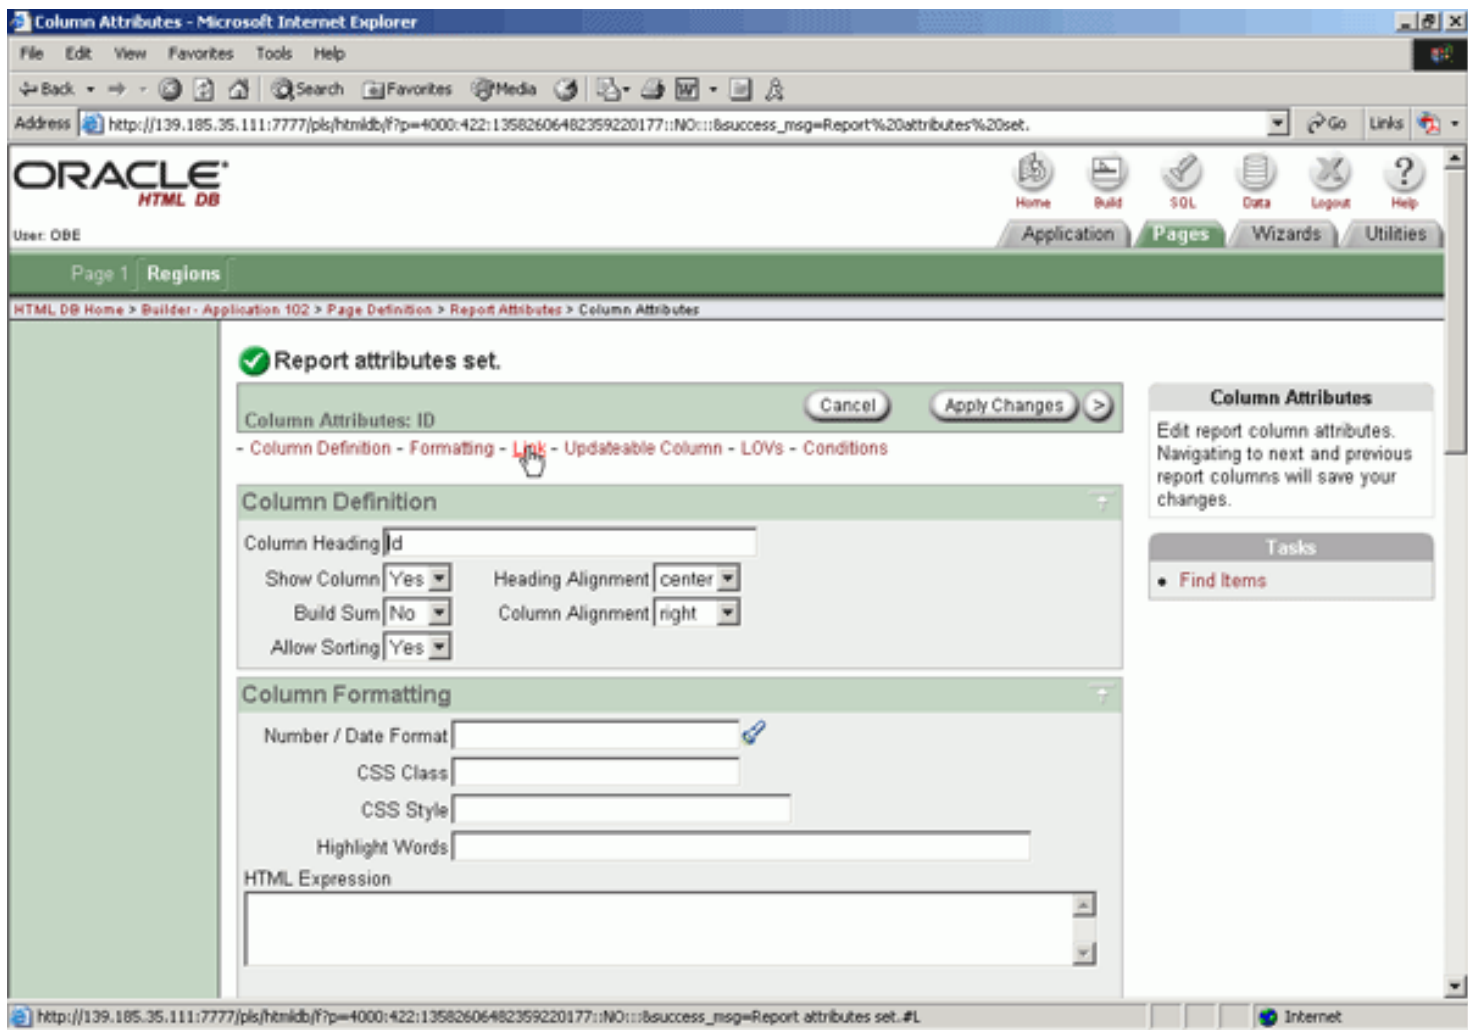 Column Attributes - Microsoft Internet Explorer
File Edit View Favorites Tools Help
Back Search Favorites Media
Address http://139.185.35.111:7777/pls/htmldb/f?p=4000:422:13582606482359220177::NO:::&success_msg=Report%20attributes%20set. Go Links
ORACLE
HTML DB
Home Build SQL Data Logout Help
User: OBE
Application Pages Wizards Utilities
Page 1 Regions
HTML DB Home > Builder - Application 102 > Page Definition > Report Attributes > Column Attributes
Report attributes set.
Column Attributes: ID Cancel Apply Changes >
- Column Definition - Formatting - Link - Updateable Column - LOVs - Conditions
Column Definition
Column Heading Id
Show Column Yes Heading Alignment center
Build Sum No Column Alignment right
Allow Sorting Yes
Column Formatting
Number / Date Format
CSS Class
CSS Style
Highlight Words
HTML Expression
Column Attributes
Edit report column attributes.
Navigating to next and previous
report columns will save your
changes.
Tasks
Find Items
http://139.185.35.111:7777/pls/htmldb/f?p=4000:422:13582606482359220177::NO:::&success_msg=Report attributes set.#L Internet